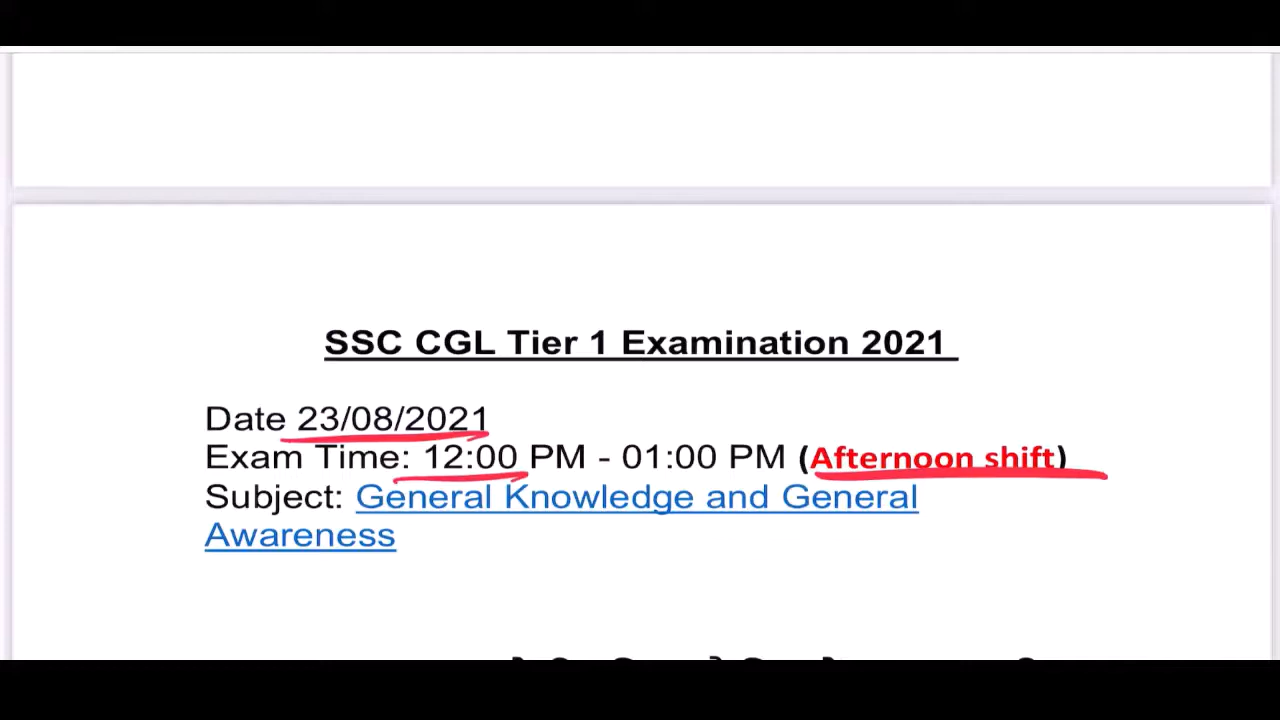 SSC CGL Tier 1 Examination 2021
Date 23/08/2021
Exam Time: 12:00 PM - 01:00 PM (Afternoon shift)
Subject: General Knowledge and General
Awareness